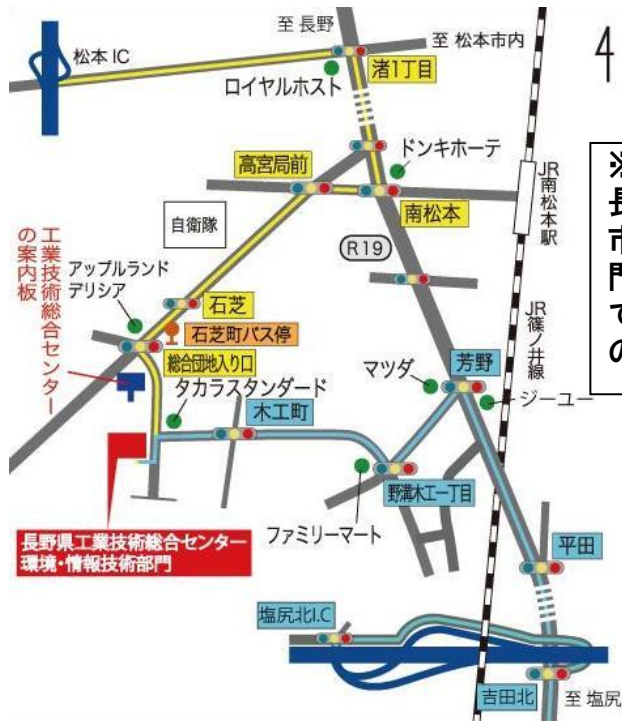 至 長野
至 松本市内
松本 IC
渚1丁目
ロイヤルホスト
ドンキホーテ
高宮局前
南松本
JR南松本駅
自衛隊
R19
工業技術総合センター
の案内板
アップルランド
デリシア
石芝
石芝町バス停
総合団地入り口
タカラスタンダード
マツダ
芳野
JR篠ノ井線
ジーユー
木工町
野溝木工一丁目
ファミリーマート
長野県工業技術総合センター
環境・情報技術部門
平田
塩尻北I.C
吉田北
至 塩尻
※
長
市
門
て
の